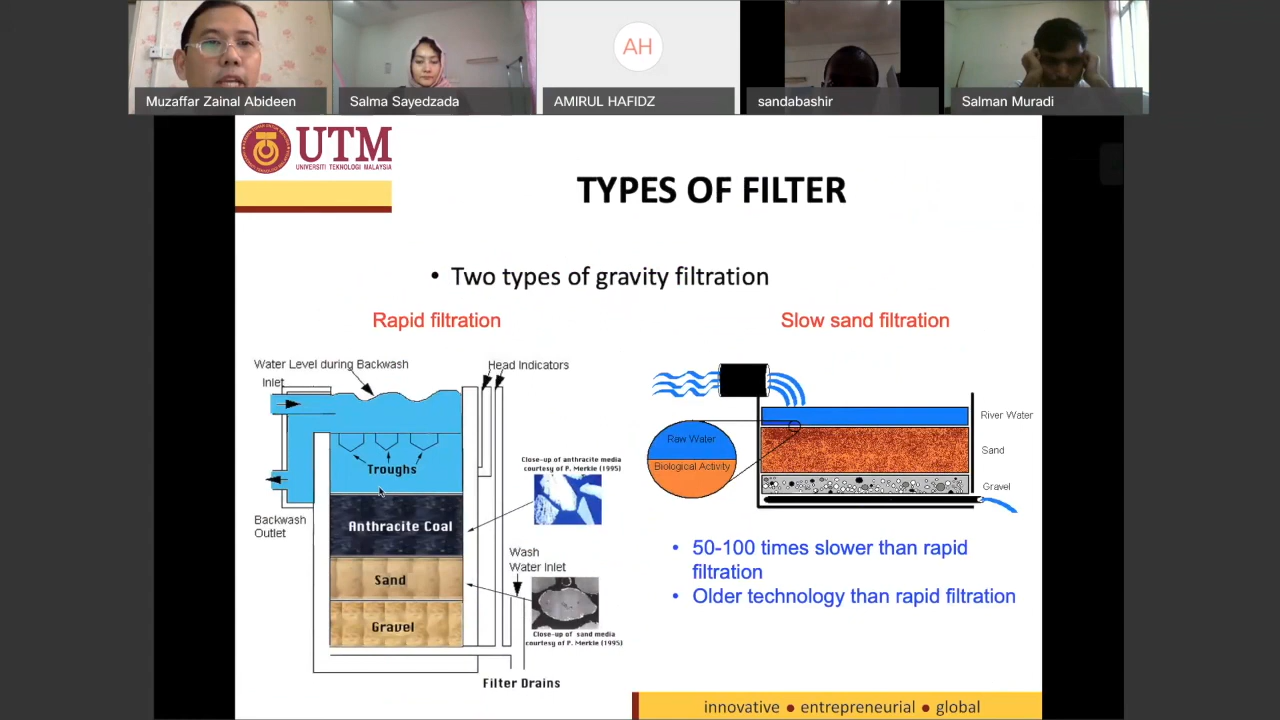 Muzaffar Zainal Abideen
Salma Sayedzada
AH
AMIRUL HAFIDZ
sandabashir
Salman Muradi
UTM
UNIVERSITI TEKNOLOGI MALAYSIA
TYPES OF FILTER
• Two types of gravity filtration
Rapid filtration
Water Level during Backwash
Head Indicators
Inlet
Troughs
Close-up of anthracite media
courtesy of P. Merkle (1995)
Anthracite Coal
Backwash
Outlet
Wash
Water Inlet
Sand
Gravel
Close-up of sand media
courtesy of P. Merkle (1995)
Filter Drains
Slow sand filtration
River Water
Raw Water
Biological Activity
Sand
Gravel
• 50-100 times slower than rapid
filtration
• Older technology than rapid filtration
innovative ● entrepreneurial ● global